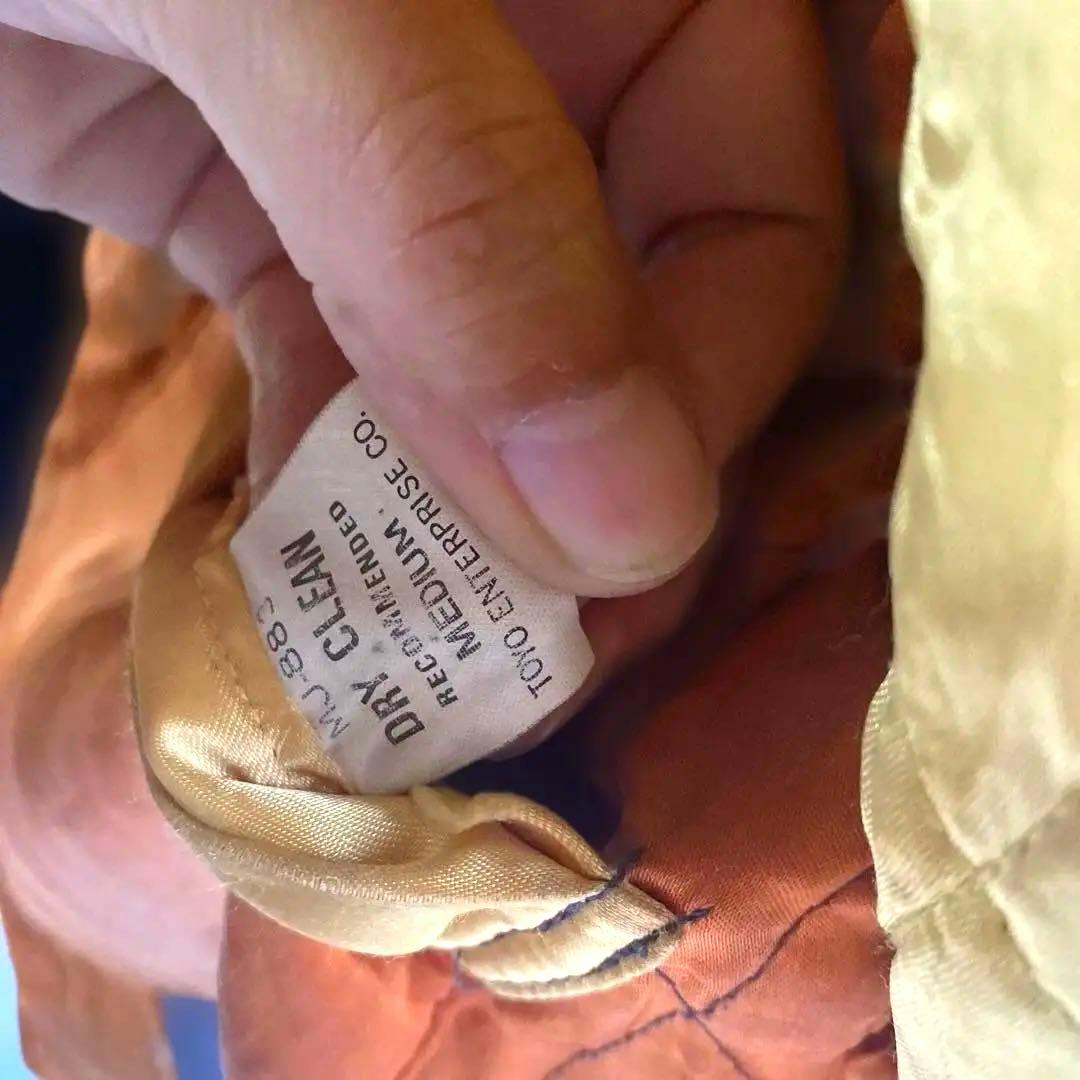 MJ-883
DRY CLEAN
RECOMMENDED
MEDIUM
TOYO ENTERPRISE CO.